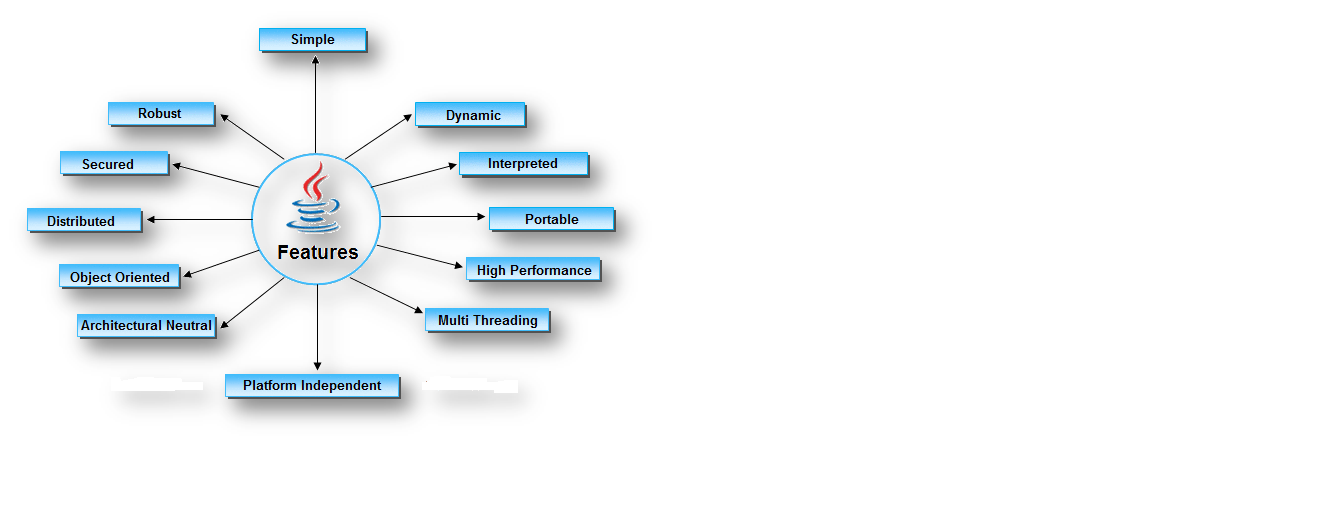 Simple
Robust
Dynamic
Secured
Interpreted
Distributed
Portable
Features
Object Oriented
High Performance
Architectural Neutral
Multi Threading
Platform Independent